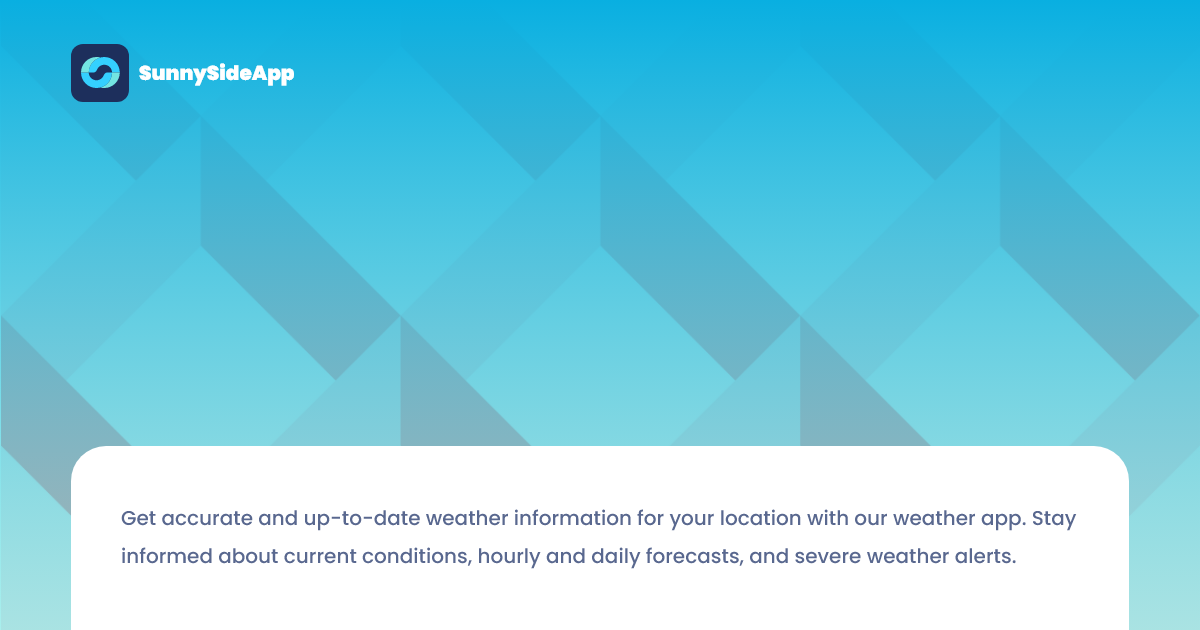 SunnySideApp
Get accurate and up-to-date weather information for your location with our weather app. Stay
informed about current conditions, hourly and daily forecasts, and severe weather alerts.